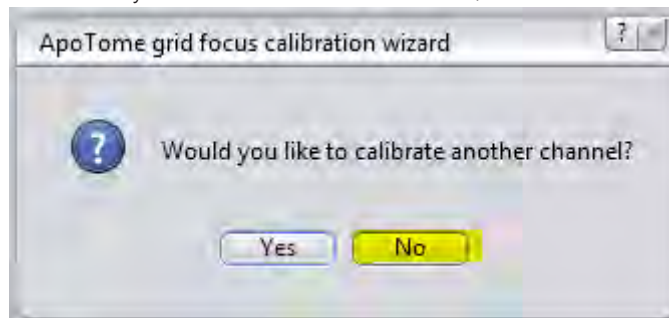 ApoTome grid focus calibration wizard
?
?
Would you like to calibrate another channel?
Yes No